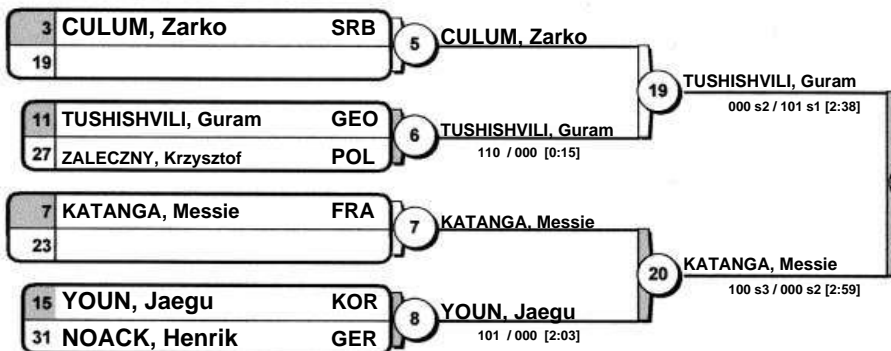 3 CULUM, Zarko SRB
19
5
CULUM, Zarko
11 TUSHISHVILI, Guram GEO
27 ZALECZNY, Krzysztof POL
6
TUSHISHVILI, Guram
110 / 000 [0:15]
19
TUSHISHVILI, Guram
000 s2 / 101 s1 [2:38]
7 KATANGA, Messie FRA
23
7
KATANGA, Messie
15 YOUN, Jaegu KOR
31 NOACK, Henrik GER
8
YOUN, Jaegu
101 / 000 [2:03]
20
KATANGA, Messie
100 s3 / 000 s2 [2:59]